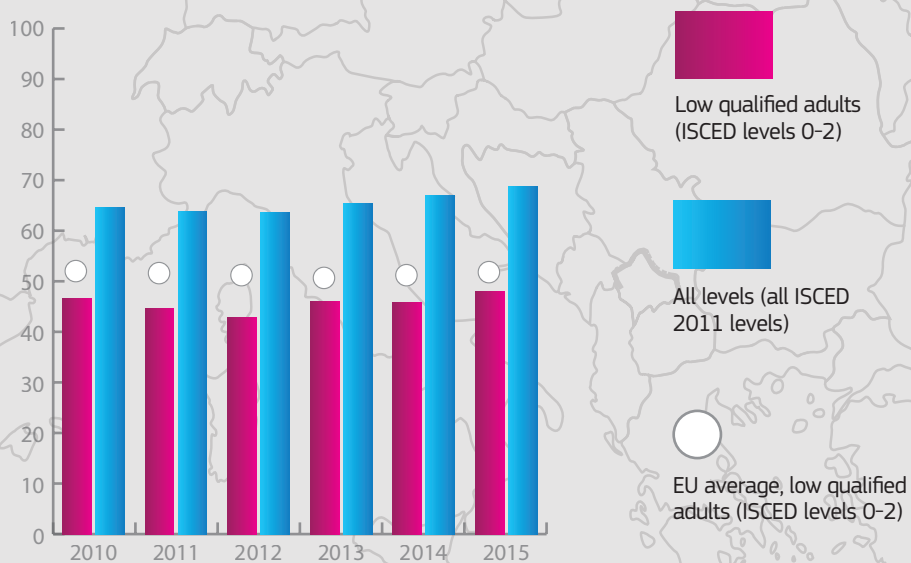 100
90
80
70
60
50
40
30
20
10
0
2010 2011 2012 2013 2014 2015
Low qualified adults
(ISCED levels 0-2)
All levels (all ISCED
2011 levels)
EU average, low qualified
adults (ISCED levels 0-2)